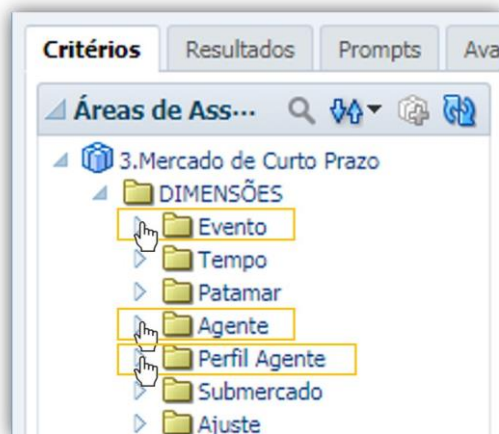 Critérios Resultados Prompts Ava
Áreas de Ass...
3.Mercado de Curto Prazo
DIMENSÕES
Evento
Tempo
Patamar
Agente
Perfil Agente
Submercado
Ajuste